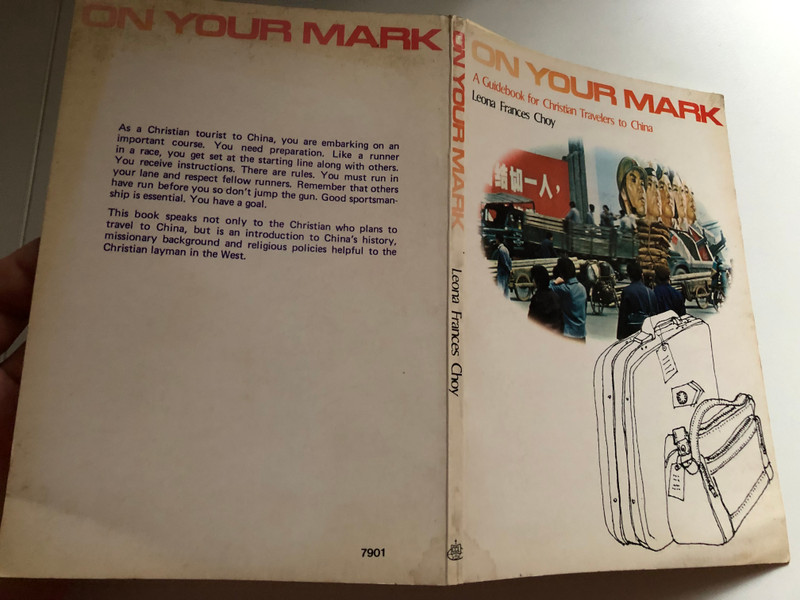 ON YOUR MARK
As a Christian tourist to China, you are embarking on an
important course. You need preparation. Like a runner
in a race, you get set at the starting line along with others.
You receive instructions. There are rules. You must run in
your lane and respect fellow runners. Remember that others
have run before you so don't jump the gun. Good sportsman-
ship is essential. You have a goal.
This book speaks not only to the Christian who plans to
travel to China, but is an introduction to China's history,
missionary background and religious policies helpful to the
Christian layman in the West.
7901
ON YOUR MARK
Leona Frances Choy
ON YOUR MARK
A Guidebook for Christian Travelers to China
Leona Frances Choy
结如一人，